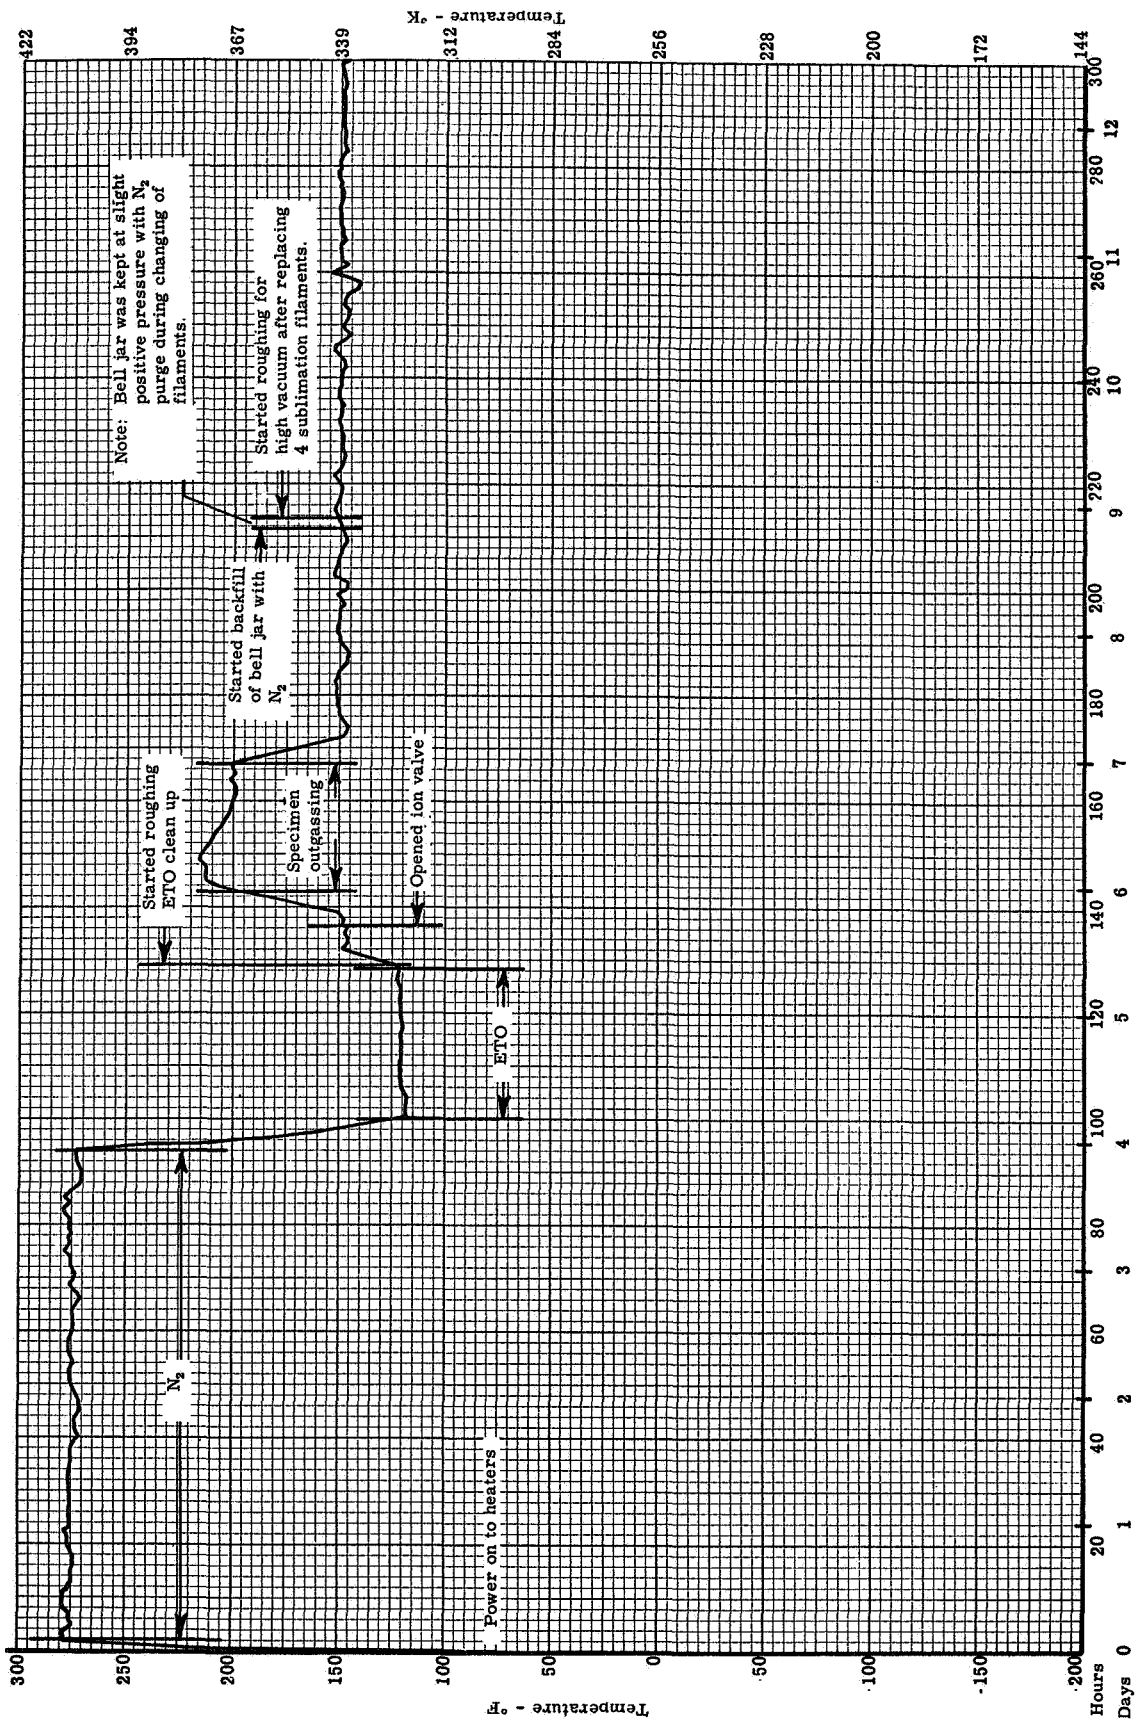 Temperature - °F
300
250
200
150
100
50
0
.50
-100
-150
.200
Temperature - °K
422
394
367
339
.312
284
256
228
200
172
144
Note: Bell jar was kept at slight
positive pressure with N₂
purge during changing of
filaments.
Started roughing for
high vacuum after replacing
4 sublimation filaments.
Started backfill
of bell jar with
N₂
Started roughing
ETO clean up
Specimen
outgassing
Opened ion valve
ETO
N₂
Power on to heaters
Hours 20 40 60 80 100 120 140 160 180 200 220 240 260 280 300
Days 0 1 2 3 4 5 6 7 8 9 10 11 12